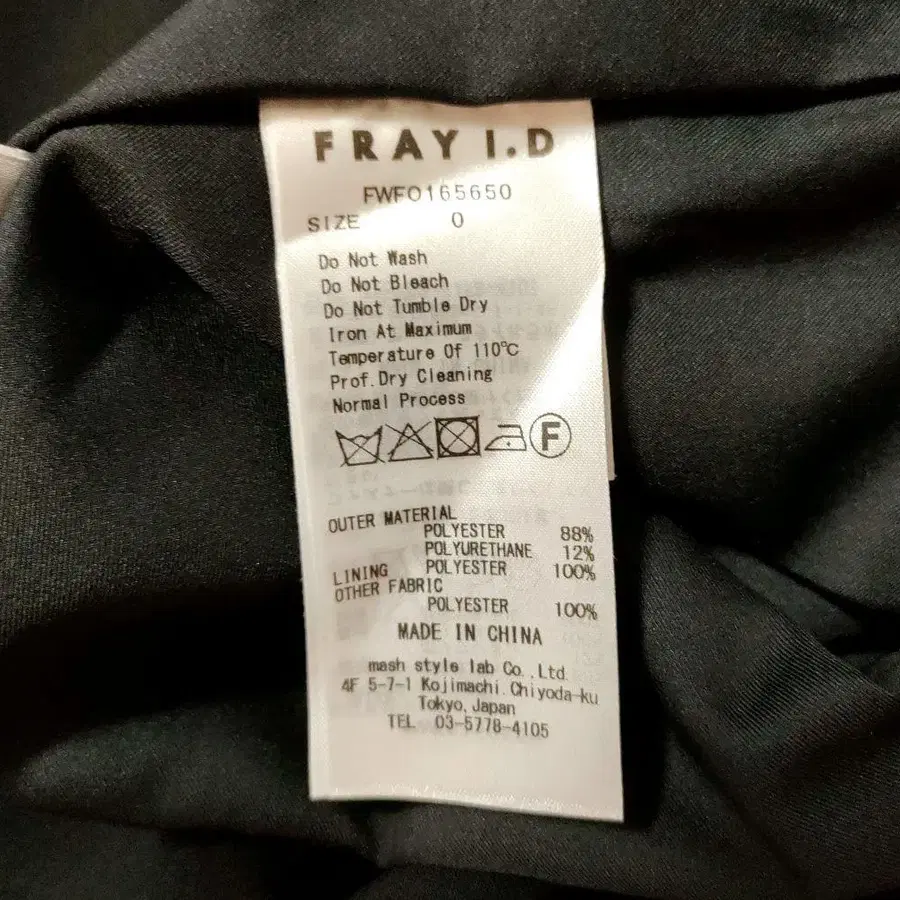 FRAY I.D
FWFO165650
SIZE 0
Do Not Wash
Do Not Bleach
Do Not Tumble Dry
Iron At Maximum
Temperature Of 110℃
Prof.Dry Cleaning
Normal Process
F
OUTER MATERIAL
POLYESTER 88%
POLYURETHANE 12%
LINING POLYESTER 100%
OTHER FABRIC
POLYESTER 100%
MADE IN CHINA
mash style lab Co.,Ltd.
4F 5-7-1 Kojimachi.Chiyoda-ku
Tokyo,Japan
TEL 03-5778-4105